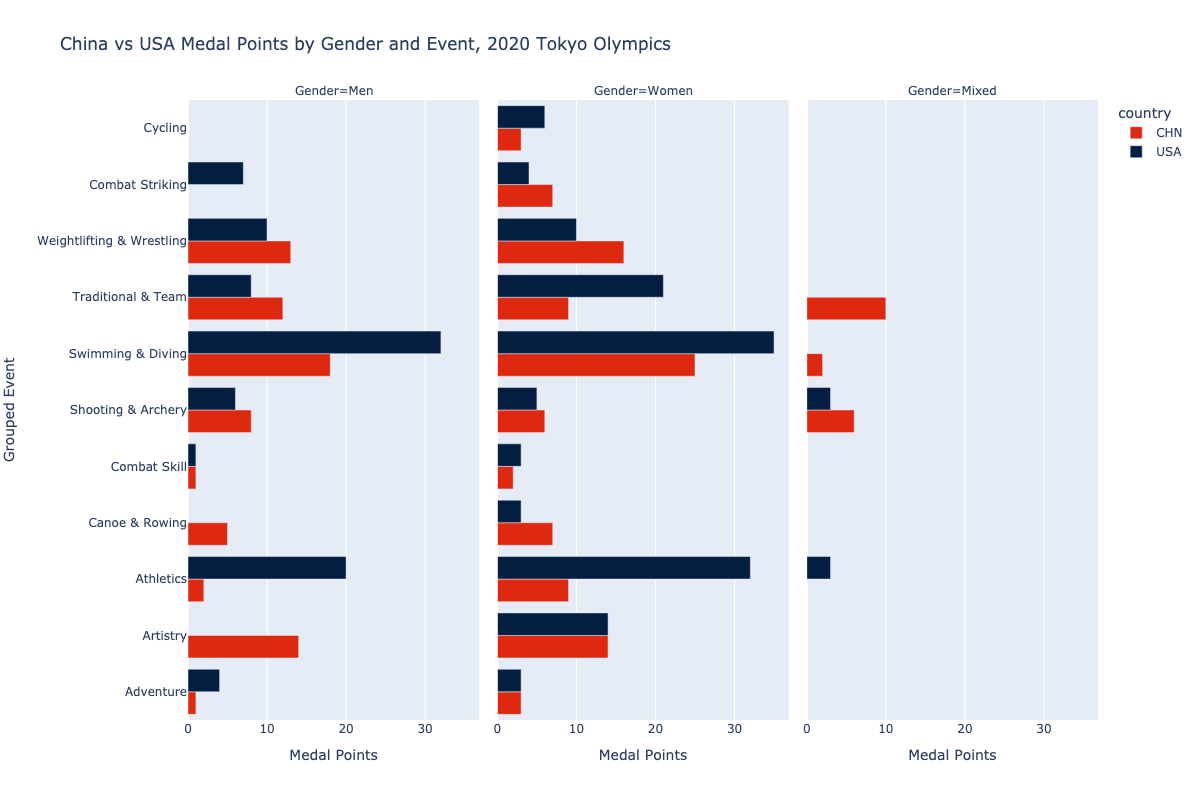 China vs USA Medal Points by Gender and Event, 2020 Tokyo Olympics
Gender=Men
Gender=Women
Gender=Mixed
country
CHN
USA
Grouped Event
Cycling
Combat Striking
Weightlifting & Wrestling
Traditional & Team
Swimming & Diving
Shooting & Archery
Combat Skill
Canoe & Rowing
Athletics
Artistry
Adventure
0 10 20 30
0 10 20 30
0 10 20 30
Medal Points
Medal Points
Medal Points